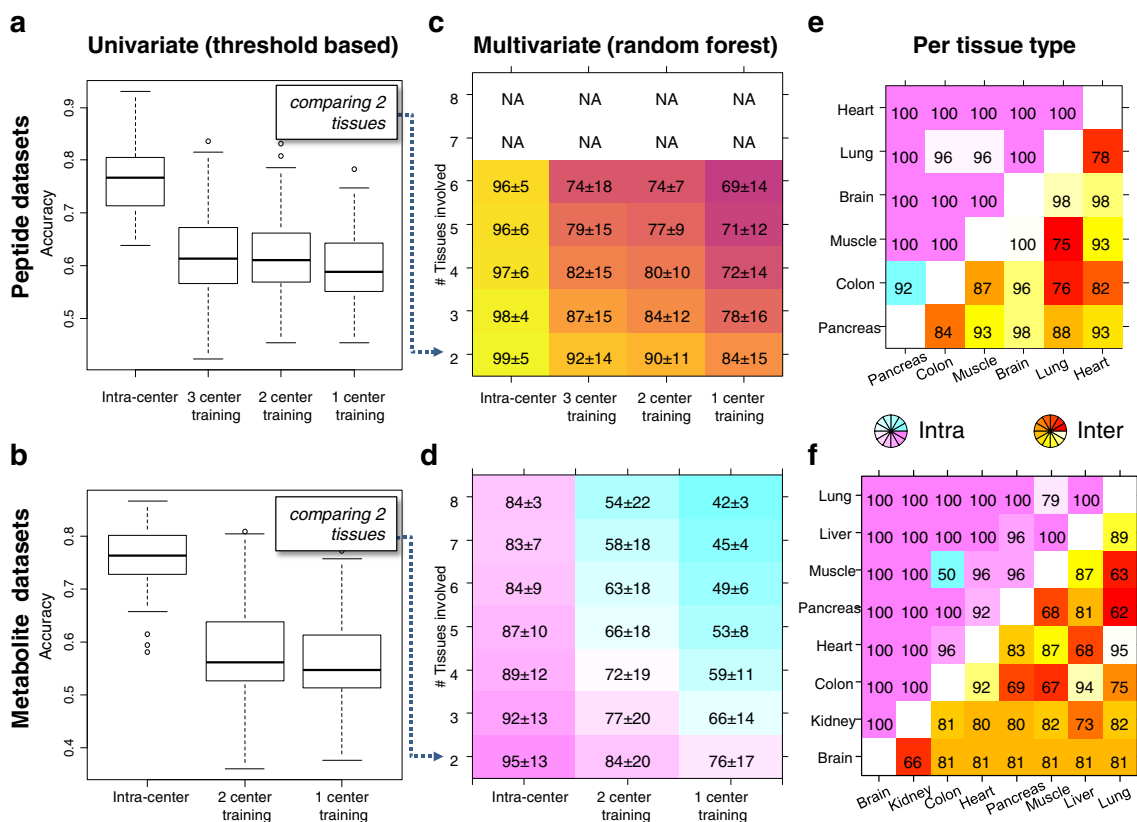 a
Univariate (threshold based)
Peptide datasets
Accuracy
0.9
0.8
0.7
0.6
0.5
comparing 2
tissues
Intra-center
3 center
training
2 center
training
1 center
training
c
Multivariate (random forest)
# Tissues involved
8 NA NA NA NA
7 NA NA NA NA
6 96±5 74±18 74±7 69±14
5 96±6 79±15 77±9 71±12
4 97±6 82±15 80±10 72±14
3 98±4 87±15 84±12 78±16
2 99±5 92±14 90±11 84±15
Intra-center
3 center
training
2 center
training
1 center
training
e
Per tissue type
Heart 100 100 100 100 100
Lung 100 96 96 100 78
Brain 100 100 100 98 98
Muscle 100 100 100 75 93
Colon 92 87 96 76 82
Pancreas 84 93 98 88 93
Pancreas Colon Muscle Brain Lung Heart
Intra
Inter
b
Metabolite datasets
Accuracy
0.8
0.7
0.6
0.5
0.4
comparing 2
tissues
Intra-center
2 center
training
1 center
training
d
# Tissues involved
8 84±3 54±22 42±3
7 83±7 58±18 45±4
6 84±9 63±18 49±6
5 87±10 66±18 53±8
4 89±12 72±19 59±11
3 92±13 77±20 66±14
2 95±13 84±20 76±17
Intra-center
2 center
training
1 center
training
f
Lung 100 100 100 100 100 79 100
Liver 100 100 100 100 96 100 89
Muscle 100 100 50 96 96 87 63
Pancreas 100 100 100 92 68 81 62
Heart 100 100 96 83 87 68 95
Colon 100 100 92 69 67 94 75
Kidney 100 81 80 80 82 73 82
Brain 66 81 81 81 81 81 81
Brain Kidney Colon Heart Pancreas Muscle Liver Lung